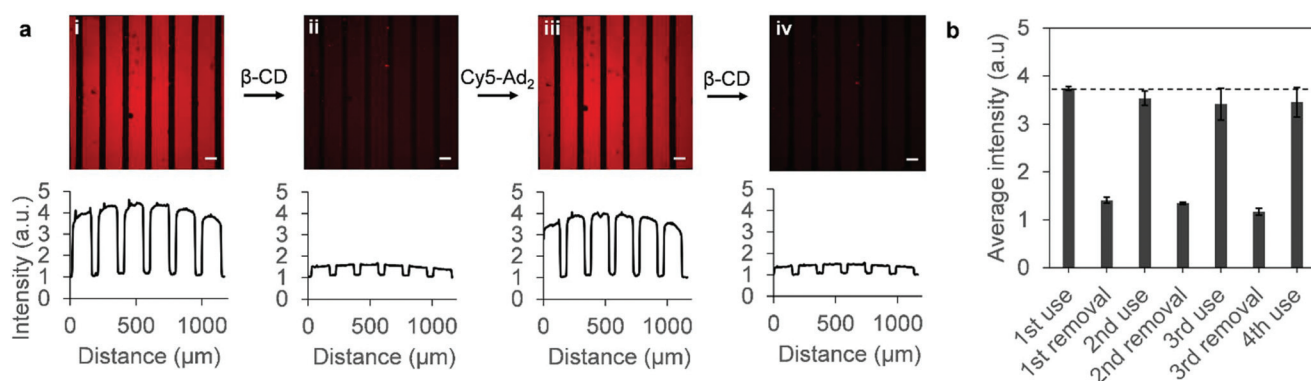 a
i
β-CD
ii
Cy5-Ad₂
iii
β-CD
iv
Intensity (a.u.)
5
4
3
2
1
0
0 500 1000
Distance (µm)
5
4
3
2
1
0
0 500 1000
Distance (µm)
5
4
3
2
1
0
0 500 1000
Distance (µm)
5
4
3
2
1
0
0 500 1000
Distance (µm)
b
Average intensity (a.u)
5
4
3
2
1
0
1st use
1st removal
2nd use
2nd removal
3rd use
3rd removal
4th use